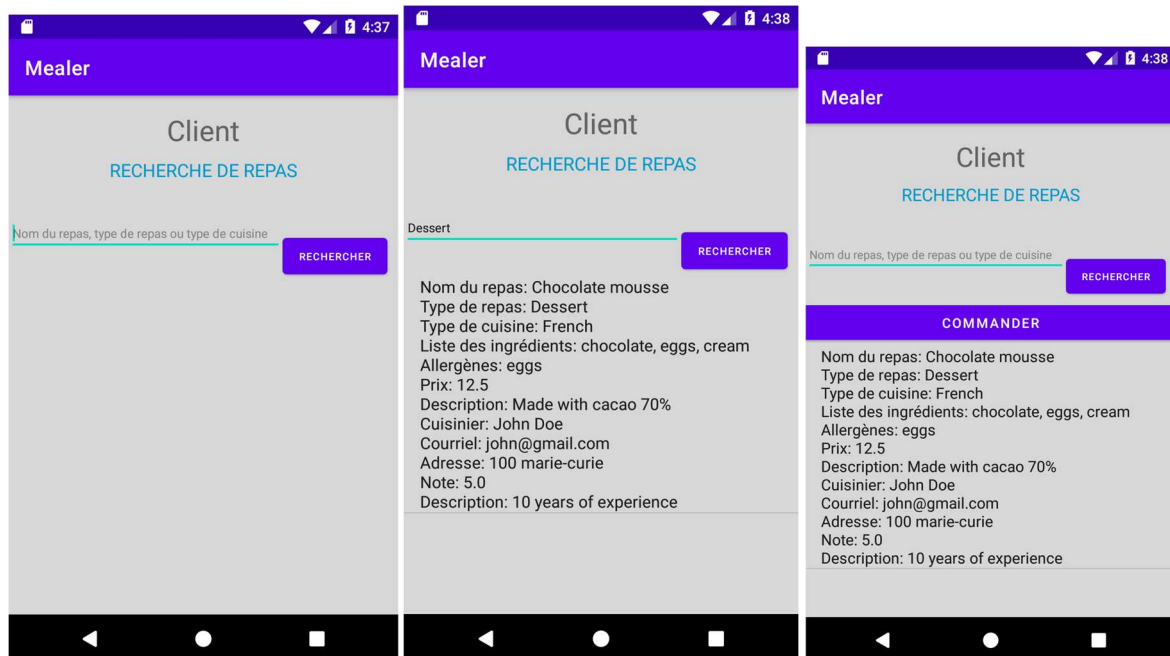 4:37
Mealer
Client
RECHERCHE DE REPAS
Nom du repas, type de repas ou type de cuisine
RECHERCHER
4:38
Mealer
Client
RECHERCHE DE REPAS
Dessert
RECHERCHER
Nom du repas: Chocolate mousse
Type de repas: Dessert
Type de cuisine: French
Liste des ingrédients: chocolate, eggs, cream
Allergènes: eggs
Prix: 12.5
Description: Made with cacao 70%
Cuisinier: John Doe
Courriel: john@gmail.com
Adresse: 100 marie-curie
Note: 5.0
Description: 10 years of experience
4:38
Mealer
Client
RECHERCHE DE REPAS
Nom du repas, type de repas ou type de cuisine
RECHERCHER
COMMANDER
Nom du repas: Chocolate mousse
Type de repas: Dessert
Type de cuisine: French
Liste des ingrédients: chocolate, eggs, cream
Allergènes: eggs
Prix: 12.5
Description: Made with cacao 70%
Cuisinier: John Doe
Courriel: john@gmail.com
Adresse: 100 marie-curie
Note: 5.0
Description: 10 years of experience